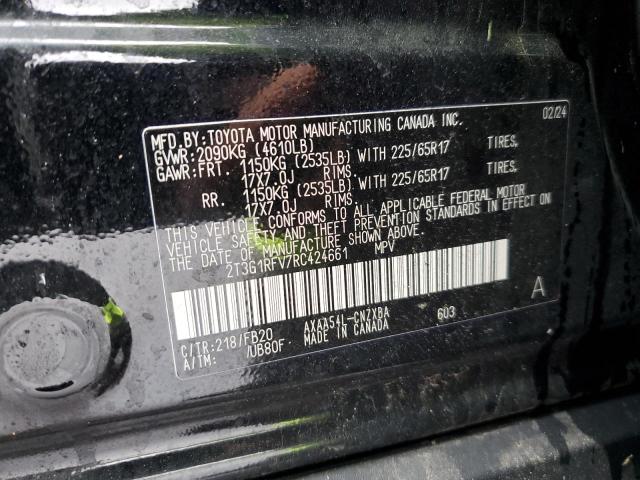 MFD. BY: TOYOTA MOTOR MANUFACTURING CANADA INC. 02/24
GVWR: 2090KG (4610LB)
GAWR: FRT. 1150KG (2535LB) WITH 225/65R17 TIRES,
17X7.0J RIMS,
RR. 1150KG (2535LB) WITH 225/65R17 TIRES,
17X7.0J RIMS,
THIS VEHICLE CONFORMS TO ALL APPLICABLE FEDERAL MOTOR
VEHICLE SAFETY AND THEFT PREVENTION STANDARDS IN EFFECT ON
THE DATE OF MANUFACTURE SHOWN ABOVE.
2T3G1RFV7RC424661 MPV
A
C/TR:218/FB20 AXAA54L-CNZXBA 603
A/TM: /UB80F MADE IN CANADA